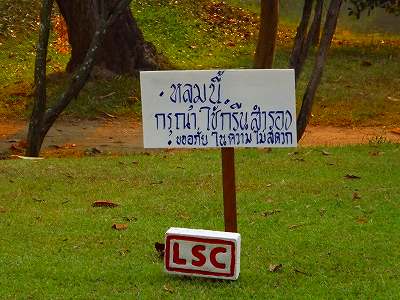 หลุมนี้
กรุณาใช้กรีนสำรอง
ขออภัยในความไม่สดวก
LSC